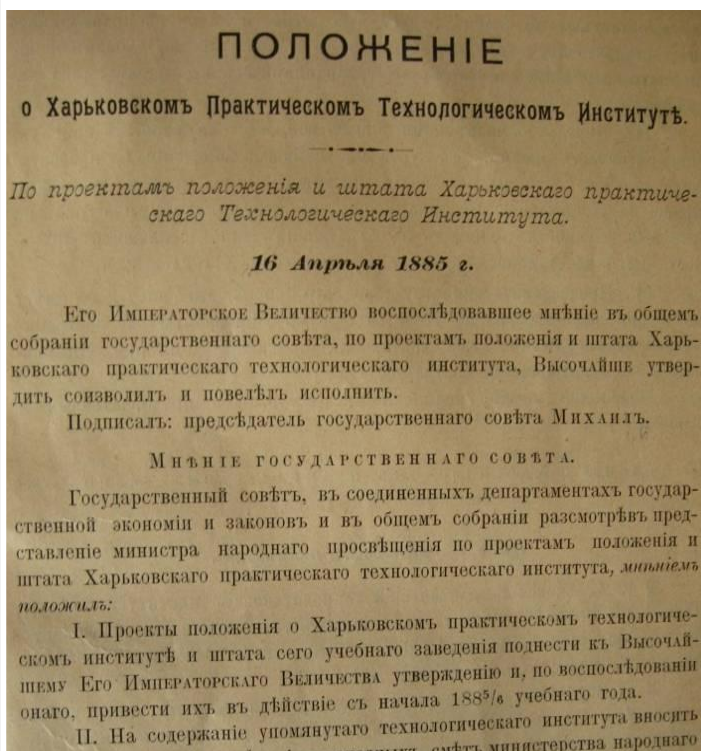 ПОЛОЖЕНІЕ
о Харьковскомъ Практическомъ Технологическомъ Институтѣ.
По проектамъ положенія и штата Харьковскаго практиче-
скаго Технологическаго Института.
16 Апрѣля 1885 г.
Его Императорское Величество воспослѣдовавшее мнѣніе въ общемъ
собраніи государственнаго совѣта, по проектамъ положенія и штата Харь-
ковскаго практическаго технологическаго института, Высочайше утвер-
дить соизволилъ и повелѣлъ исполнить.
Подписалъ: предсѣдатель государственнаго совѣта Михаилъ.
Мнѣніе государственнаго совѣта.
Государственный совѣтъ, въ соединенныхъ департаментахъ государ-
ственной экономіи и законовъ и въ общемъ собраніи разсмотрѣвъ пред-
ставленіе министра народнаго просвѣщенія по проектамъ положенія и
штата Харьковскаго практическаго технологическаго института, мнѣніемъ
положилъ:
I. Проекты положенія о Харьковскомъ практическомъ технологиче-
скомъ институтѣ и штата сего учебнаго заведенія поднести къ Высочай-
шему Его Императорскаго Величества утвержденію и, по воспослѣдованіи
онаго, привести ихъ въ дѣйствіе съ начала 188⁵/₆ учебнаго года.
II. На содержаніе упомянутаго технологическаго института вносить
смѣтъ министерства народнаго